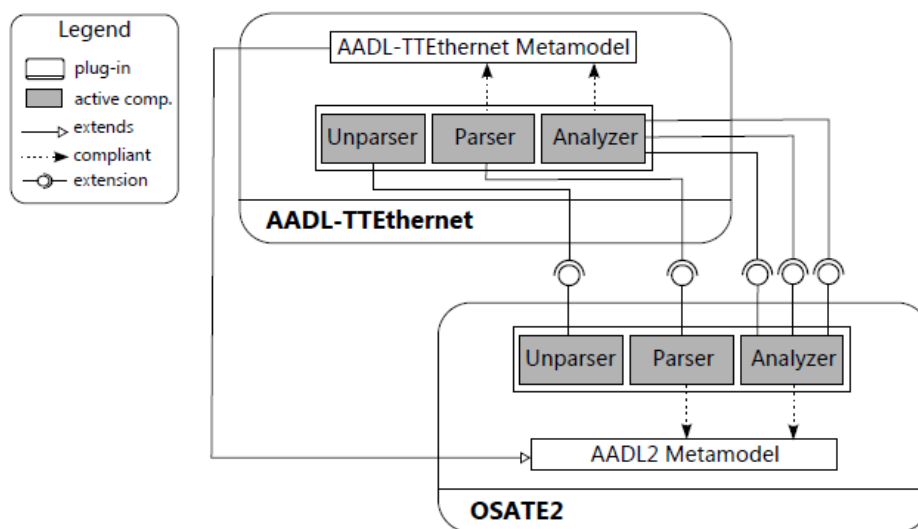 Legend
plug-in
active comp.
extends
compliant
extension
AADL-TTEthernet Metamodel
Unparser Parser Analyzer
AADL-TTEthernet
Unparser Parser Analyzer
AADL2 Metamodel
OSATE2